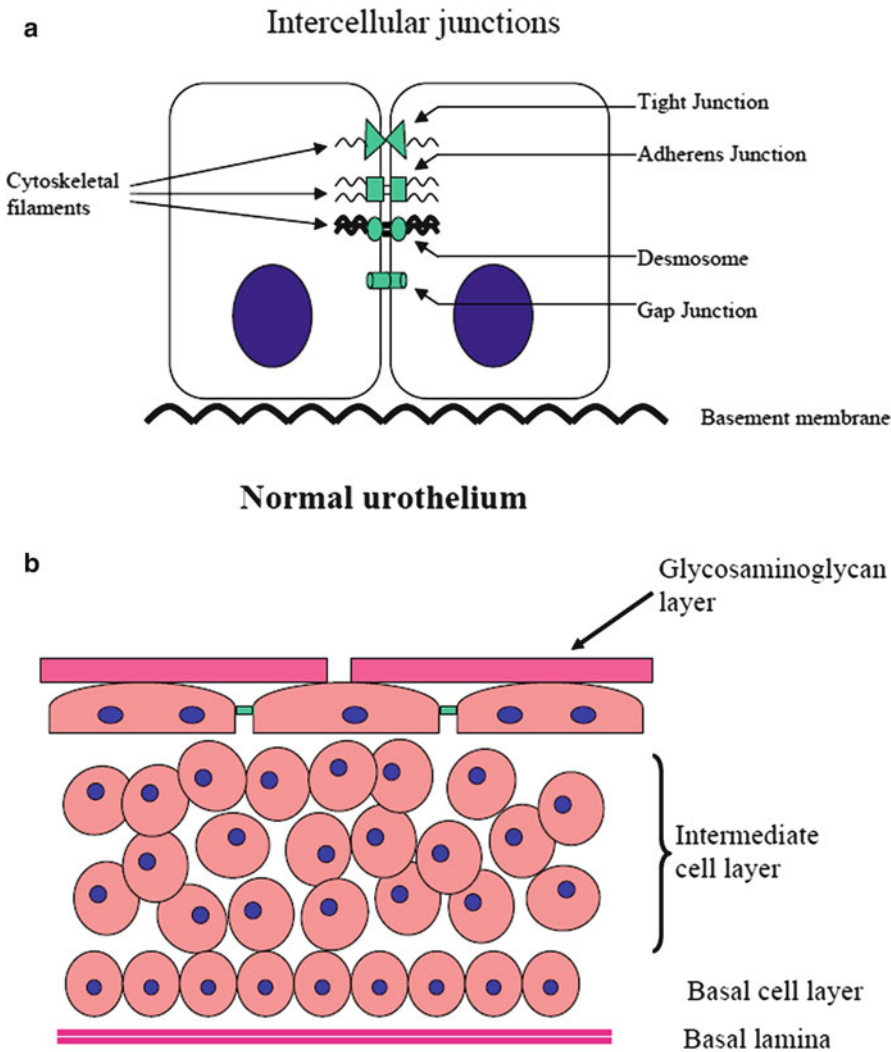 a
Intercellular junctions
Tight Junction
Adherens Junction
Cytoskeletal
filaments
Desmosome
Gap Junction
Basement membrane
Normal urothelium
b
Glycosaminoglycan
layer
Intermediate
cell layer
Basal cell layer
Basal lamina